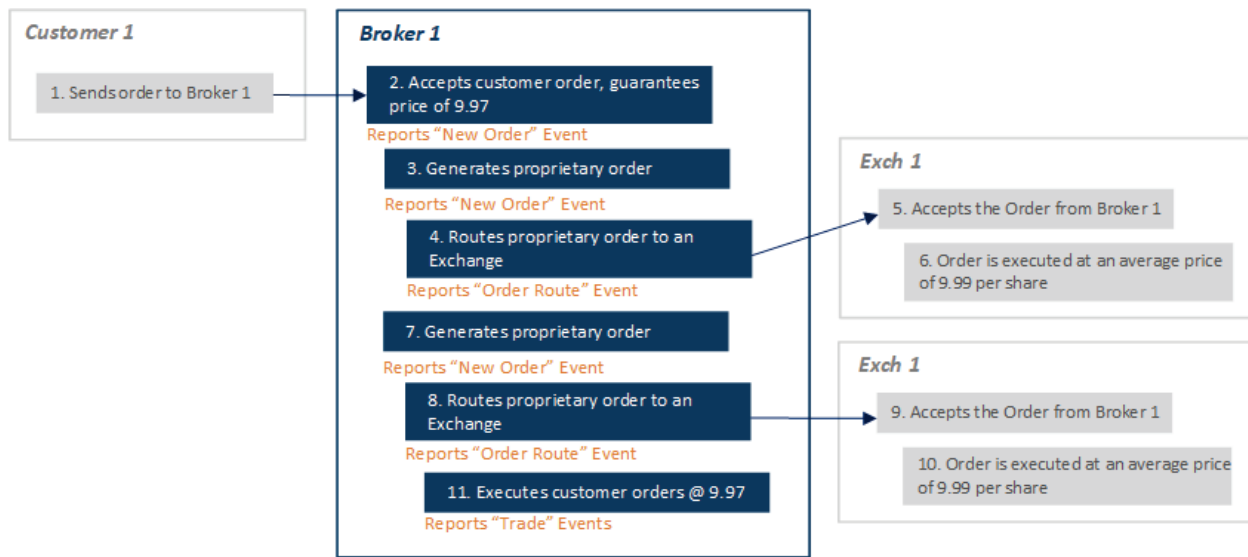 Customer 1
1. Sends order to Broker 1
Broker 1
2. Accepts customer order, guarantees
price of 9.97
Reports “New Order” Event
3. Generates proprietary order
Reports “New Order” Event
4. Routes proprietary order to an
Exchange
Reports “Order Route” Event
Exch 1
5. Accepts the Order from Broker 1
6. Order is executed at an average price
of 9.99 per share
7. Generates proprietary order
Reports “New Order” Event
8. Routes proprietary order to an
Exchange
Reports “Order Route” Event
Exch 1
9. Accepts the Order from Broker 1
10. Order is executed at an average price
of 9.99 per share
11. Executes customer orders @ 9.97
Reports “Trade” Events